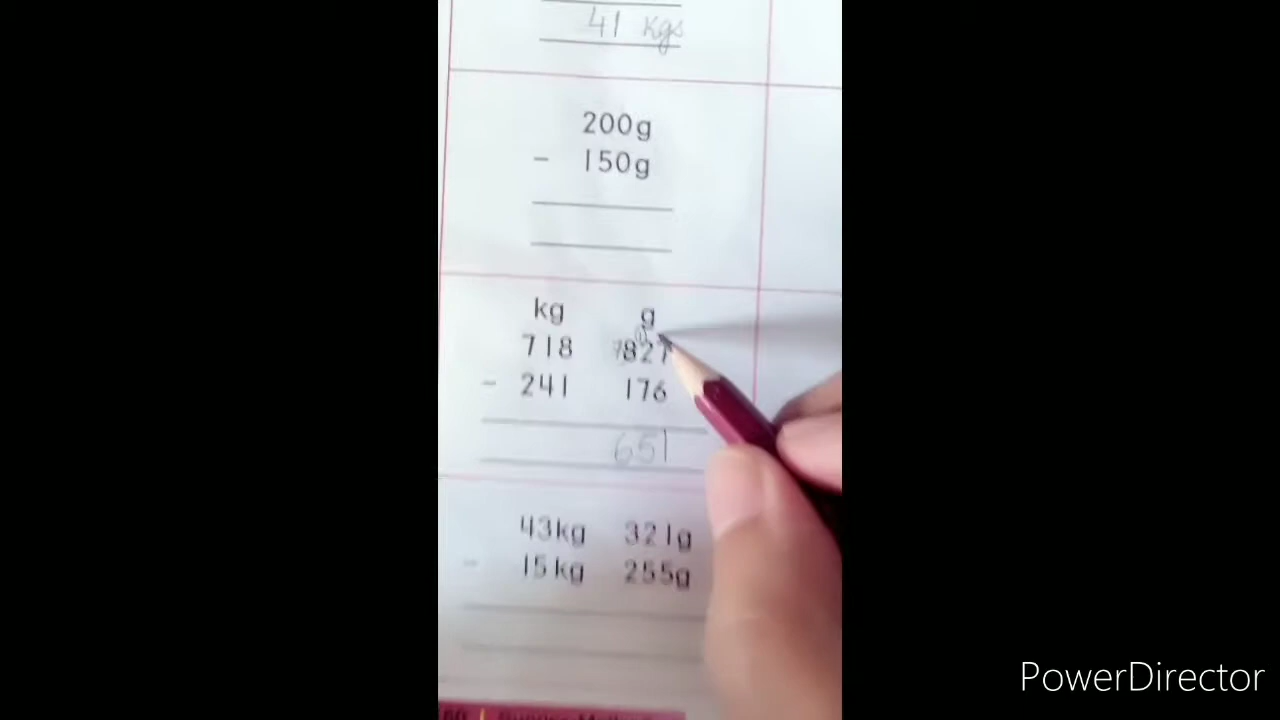 41 kgs
200g
- 150g
kg g
718 827
- 241 176
651
43kg 321g
- 15kg 255g
PowerDirector